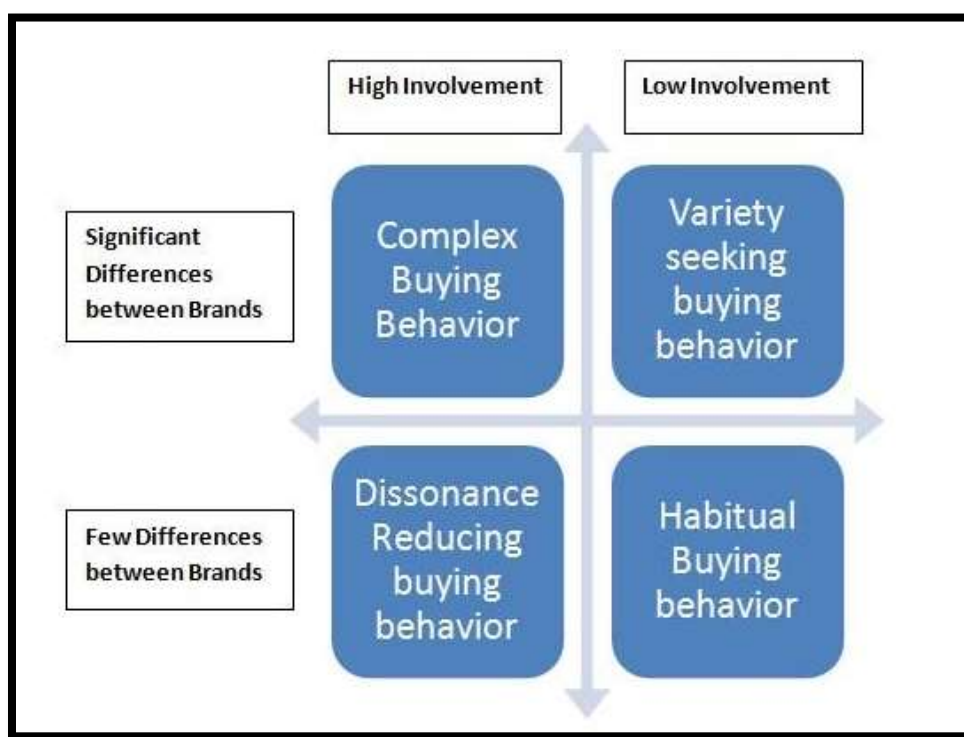 High Involvement
Low Involvement
Significant
Differences
between Brands
Complex
Buying
Behavior
Variety
seeking
buying
behavior
Few Differences
between Brands
Dissonance
Reducing
buying
behavior
Habitual
Buying
behavior